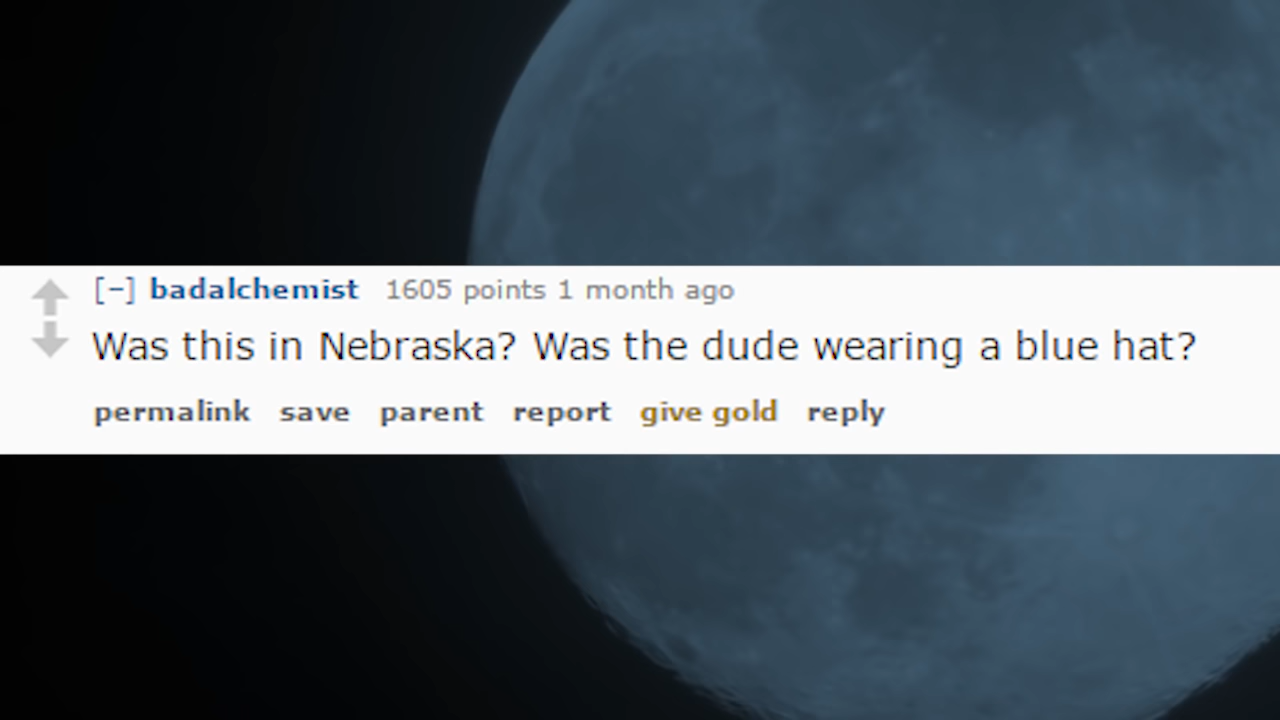 [–] badalchemist 1605 points 1 month ago
Was this in Nebraska? Was the dude wearing a blue hat?
permalink save parent report give gold reply